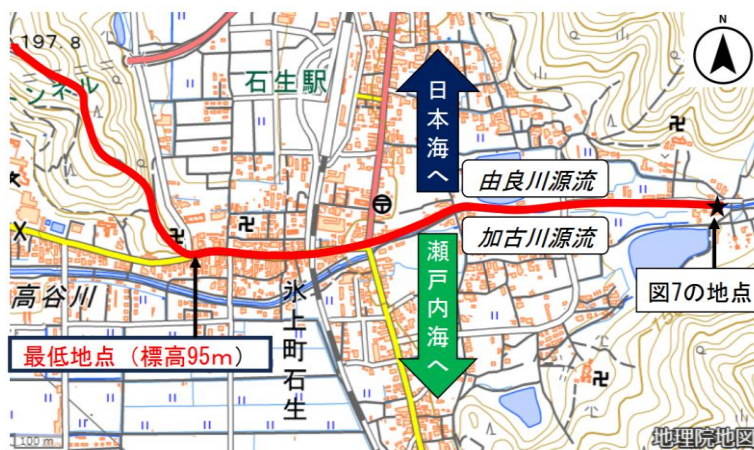 197.8
トンネル
石生駅
N
日本海へ
由良川源流
加古川源流
瀬戸内海へ
図7の地点
高谷川
氷上町石生
最低地点（標高95m）
100 m
地理院地図